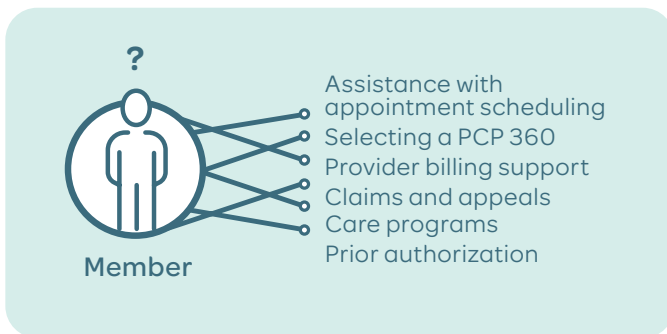 ?
Member
Assistance with
appointment scheduling
Selecting a PCP 360
Provider billing support
Claims and appeals
Care programs
Prior authorization